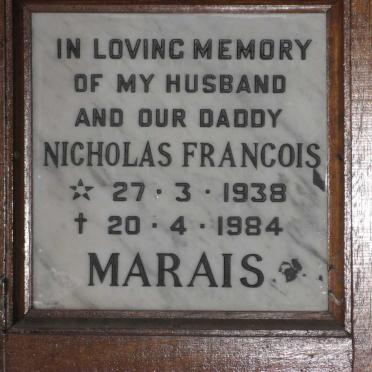 IN LOVING MEMORY
OF MY HUSBAND
AND OUR DADDY
NICHOLAS FRANCOIS
☆ 27·3·1938
† 20·4·1984
MARAIS